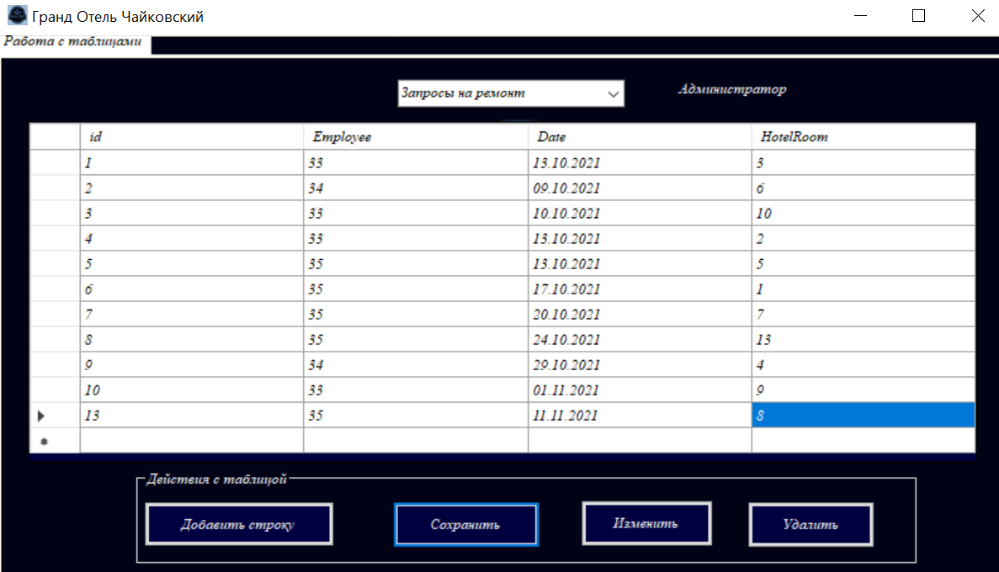 Гранд Отель Чайковский
Работа с таблицами
Запросы на ремонт
Администратор
id Employee Date HotelRoom
1 33 13.10.2021 3
2 34 09.10.2021 6
3 33 10.10.2021 10
4 33 13.10.2021 2
5 35 13.10.2021 5
6 35 17.10.2021 1
7 35 20.10.2021 7
8 35 24.10.2021 13
9 34 29.10.2021 4
10 33 01.11.2021 9
13 35 11.11.2021 8
Действия с таблицой
Добавить строку
Сохранить
Изменить
Удалить